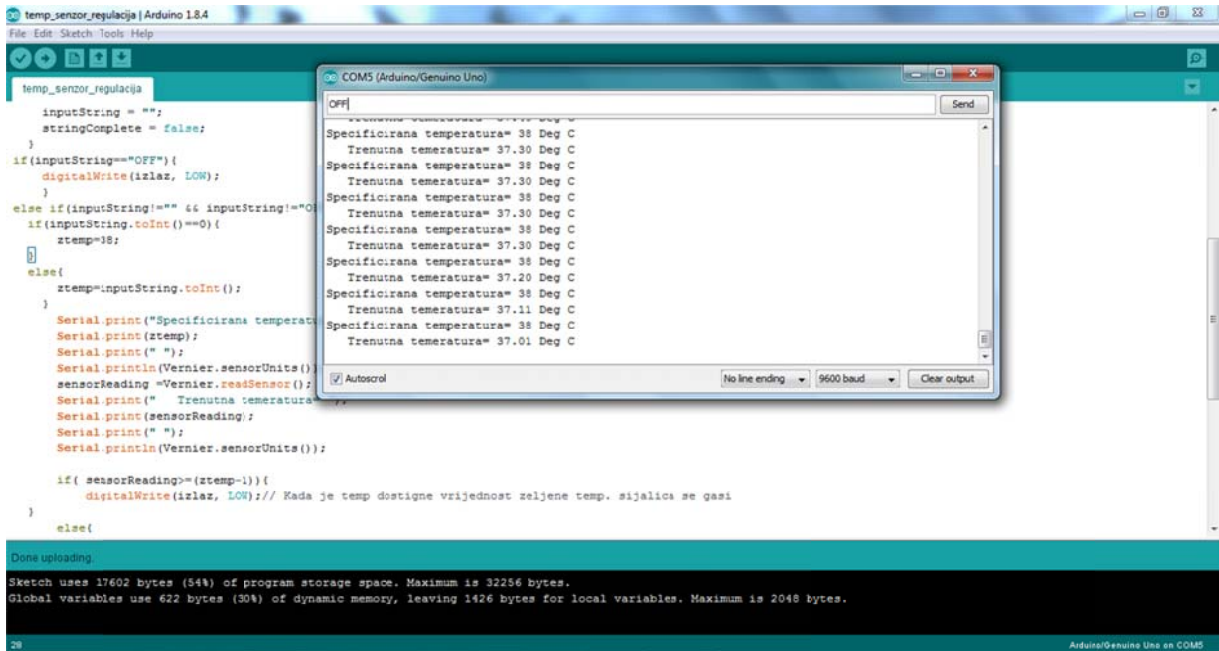 temp_senzor_regulacija | Arduino 1.8.4
File Edit Sketch Tools Help
temp_senzor_regulacija
inputString = "";
stringComplete = false;
}
if(inputString=="OFF"){
digitalWrite(izlaz, LOW);
}
else if(inputString!="" && inputString!="O
if(inputString.toInt()==0){
ztemp=38;
}
else{
ztemp=inputString.toInt();
}
Serial.print("Specificirana temperat
Serial.print(ztemp);
Serial.print(" ");
Serial.println(Vernier.sensorUnits()
sensorReading =Vernier.readSensor();
Serial.print("   Trenutna temeratura=
Serial.print(sensorReading);
Serial.print(" ");
Serial.println(Vernier.sensorUnits());
if( sensorReading>=(ztemp-1)){
digitalWrite(izlaz, LOW);// Kada je temp dostigne vrijednost zeljene temp. sijalica se gasi
}
else{
COM5 (Arduino/Genuino Uno)
OFF
Send
Specificirana temperatura= 38 Deg C
Trenutna temeratura= 37.30 Deg C
Specificirana temperatura= 38 Deg C
Trenutna temeratura= 37.30 Deg C
Specificirana temperatura= 38 Deg C
Trenutna temeratura= 37.30 Deg C
Specificirana temperatura= 38 Deg C
Trenutna temeratura= 37.30 Deg C
Specificirana temperatura= 38 Deg C
Trenutna temeratura= 37.20 Deg C
Specificirana temperatura= 38 Deg C
Trenutna temeratura= 37.11 Deg C
Specificirana temperatura= 38 Deg C
Trenutna temeratura= 37.01 Deg C
Autoscrol
No line ending
9600 baud
Clear output
Done uploading.
Sketch uses 17602 bytes (54%) of program storage space. Maximum is 32256 bytes.
Global variables use 622 bytes (30%) of dynamic memory, leaving 1426 bytes for local variables. Maximum is 2048 bytes.
28
Arduino/Genuino Uno on COM5